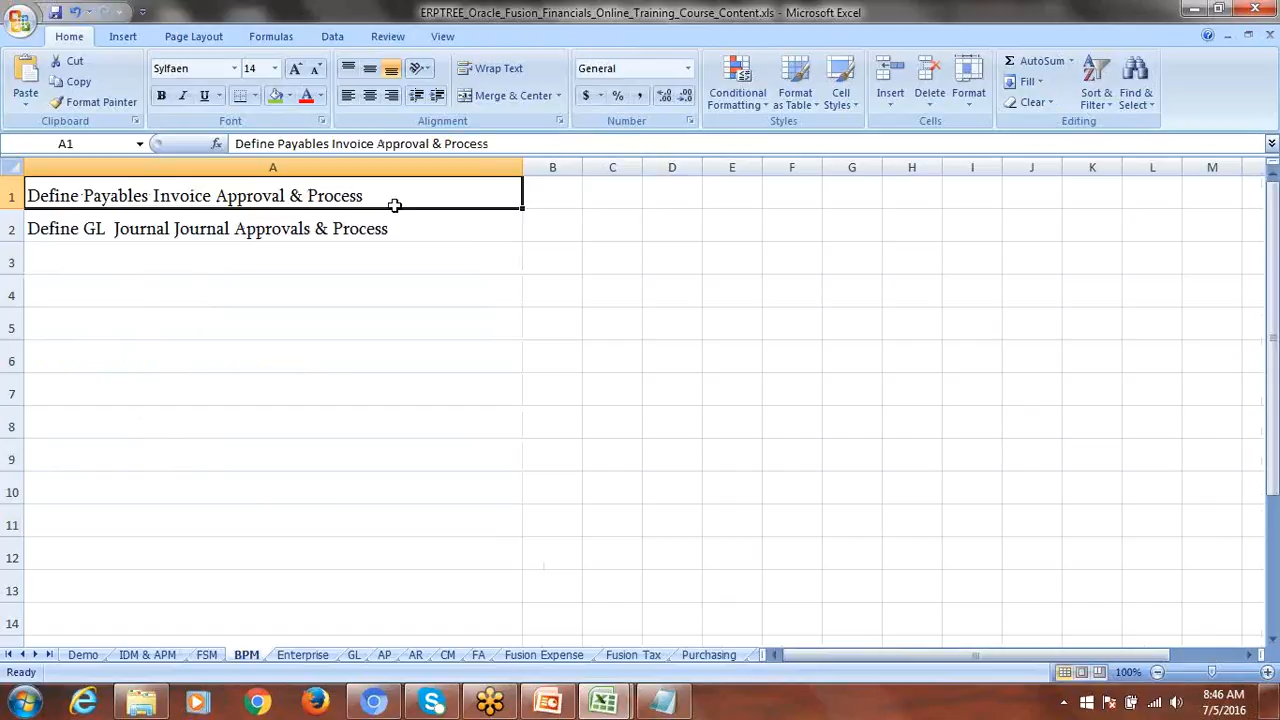 ERPTREE_Oracle_Fusion_Financials_Online_Training_Course_Content.xls - Microsoft Excel
Home Insert Page Layout Formulas Data Review View
Cut Sylfaen 14 Wrap Text General AutoSum
Copy Fill
Paste Format Painter B I U A Merge & Center $ % , Conditional Formatting Format as Table Cell Styles Insert Delete Format Clear Sort & Filter Find & Select
Clipboard Font Alignment Number Styles Cells Editing
A1 fx Define Payables Invoice Approval & Process
A B C D E F G H I J K L M
1 Define Payables Invoice Approval & Process
2 Define GL  Journal Journal Approvals & Process
3
4
5
6
7
8
9
10
11
12
13
14
Demo IDM & APM FSM BPM Enterprise GL AP AR CM FA Fusion Expense Fusion Tax Purchasing
Ready 100%
8:46 AM
7/5/2016